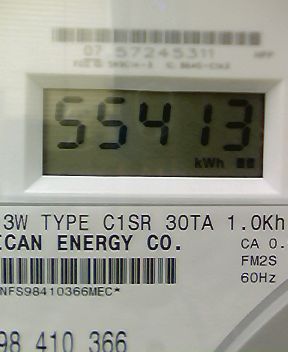 07 57245311
55413
kWh
3W TYPE C1SR 30TA 1.0Kh
ICAN ENERGY CO.
CA 0.
FM2S
60Hz
NFS98410366MEC*
98 410 366